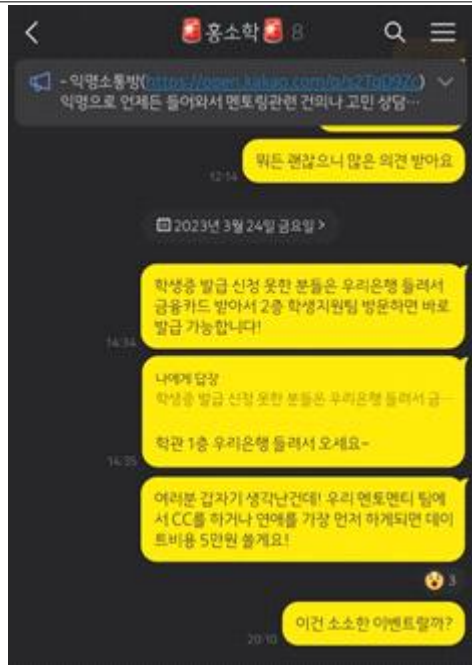 🚨홍소학🚨 8
- 익명소통방(https://open.kakao.com/o/)
익명으로 언제든 들어와서 멘토링관련 건의나 고민 상담…
뭐든 괜찮으니 많은 의견 받아요
12:14
2023년 3월 24일 금요일 >
학생증 발급 신청 못한 분들은 우리은행 들려서
금융카드 받아서 2층 학생지원팀 방문하면 바로
발급 가능합니다!
14:34
나에게 답장
학생증 발급 신청 못한 분들은 우리은행 들려서 금…
학관 1층 우리은행 들려서 오세요~
14:35
여러분 갑자기 생각난건데! 우리 멘토멘티 팀에
서 CC를 하거나 연애를 가장 먼저 하게되면 데이
트비용 5만원 쏠게요!
3
이건 소소한 이벤트랄까?
20:10